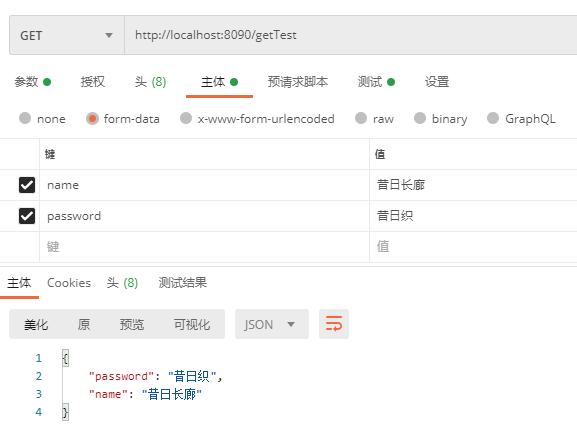 GET http://localhost:8090/getTest
参数 授权 头 (8) 主体 预请求脚本 测试 设置
none form-data x-www-form-urlencoded raw binary GraphQL
键 值
name 昔日长廊
password 昔日织
键 值
主体 Cookies 头 (8) 测试结果
美化 原 预览 可视化 JSON
1 {
2 "password": "昔日织",
3 "name": "昔日长廊"
4 }